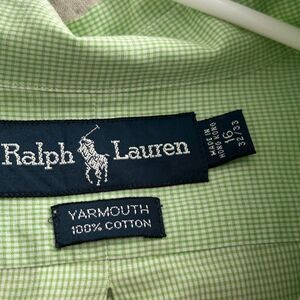 Ralph Lauren
MADE IN
HONG KONG
16
32/33
YARMOUTH
100% COTTON